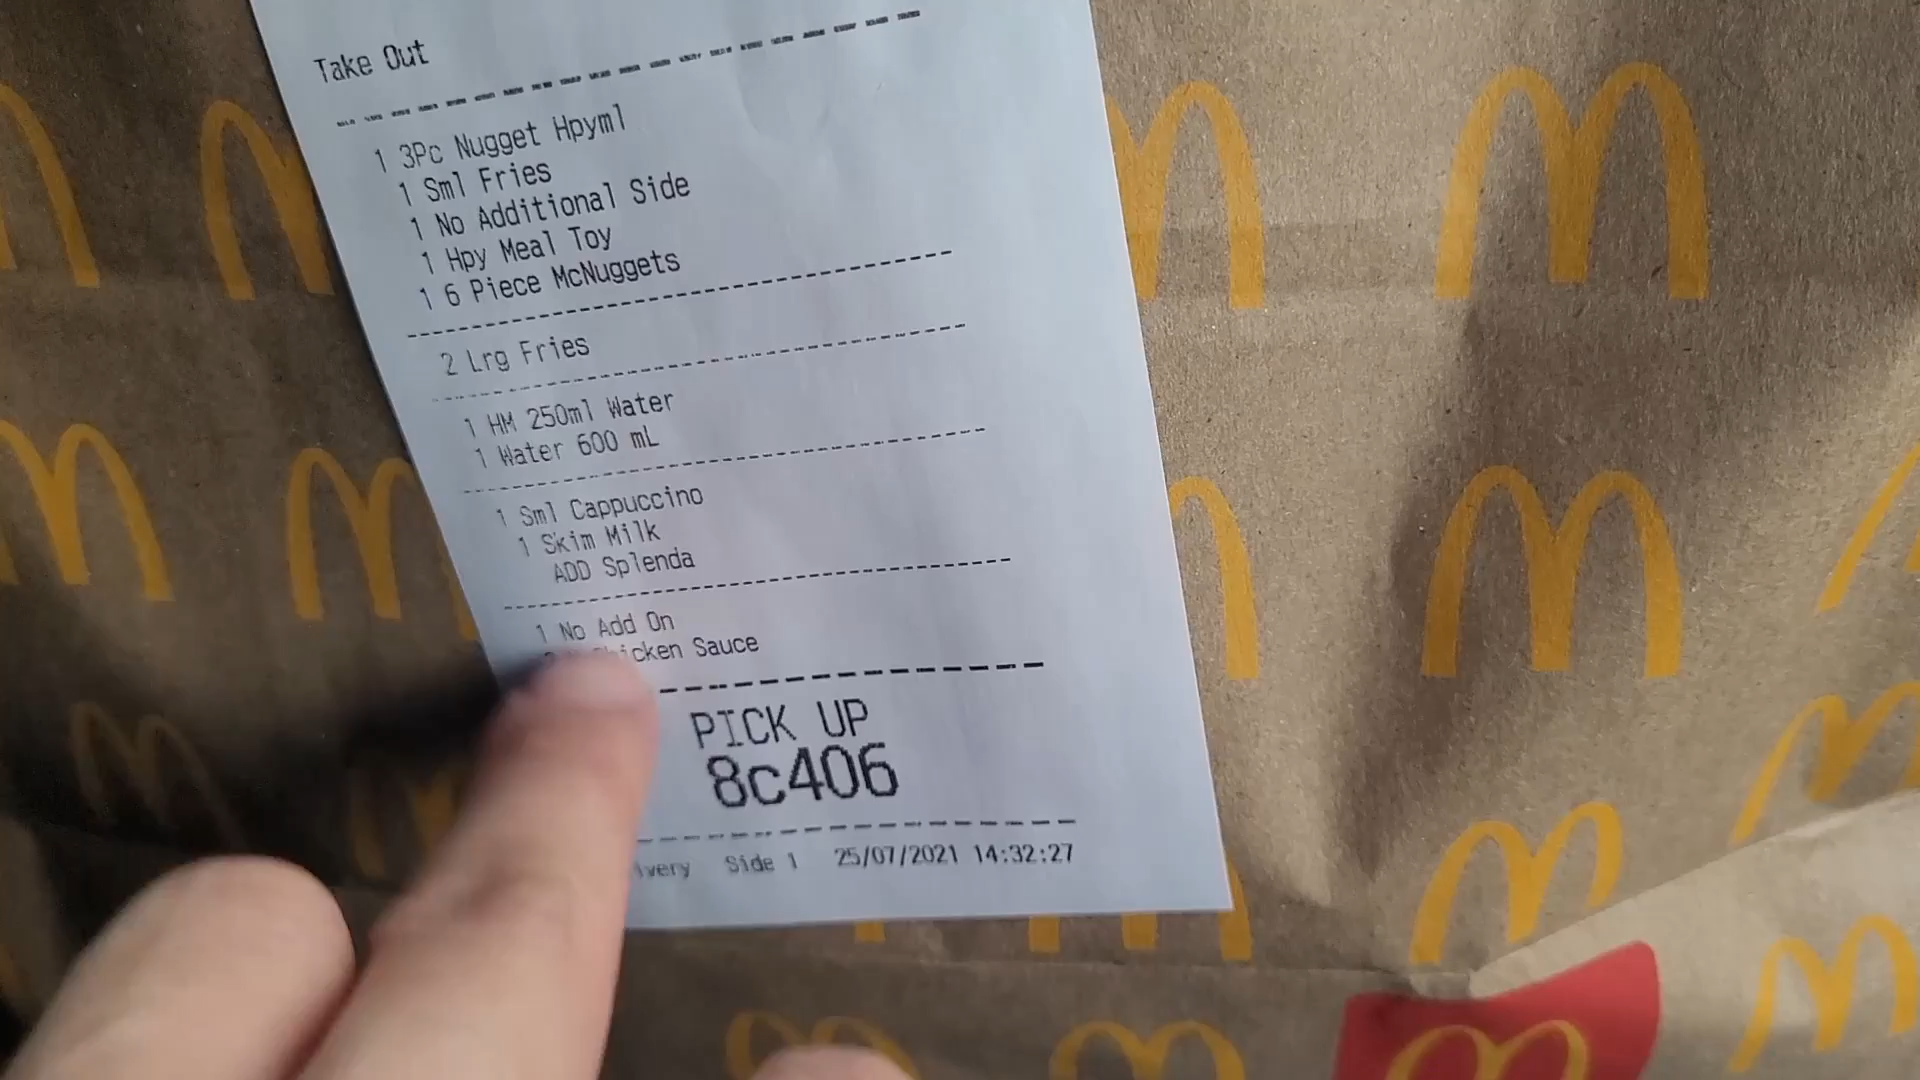 Take Out
1 3Pc Nugget Hpyml
1 Sml Fries
1 No Additional Side
1 Hpy Meal Toy
1 6 Piece McNuggets
2 Lrg Fries
1 HM 250ml Water
1 Water 600 mL
1 Sml Cappuccino
1 Skim Milk
ADD Splenda
1 No Add On
Sauce
PICK UP
8c406
Side 1 25/07/2021 14:32:27